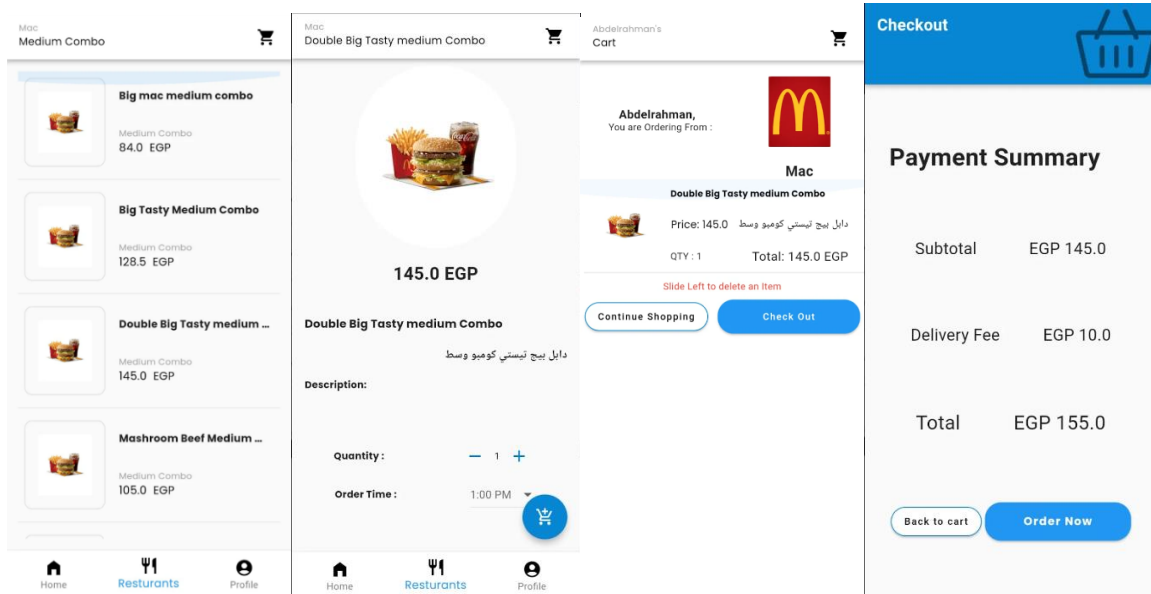 Mac
Medium Combo
Big mac medium combo
Medium Combo
84.0 EGP
Big Tasty Medium Combo
Medium Combo
128.5 EGP
Double Big Tasty medium ...
Medium Combo
145.0 EGP
Mashroom Beef Medium ...
Medium Combo
105.0 EGP
Home
Resturants
Profile
Mac
Double Big Tasty medium Combo
145.0 EGP
Double Big Tasty medium Combo
دابل بيج تيستي كومبو وسط
Description:
Quantity :
1
Order Time :
1:00 PM
Home
Resturants
Profile
Abdelrahman's
Cart
Abdelrahman,
You are Ordering From :
Mac
Double Big Tasty medium Combo
Price: 145.0 دابل بيج تيستي كومبو وسط
QTY : 1 Total: 145.0 EGP
Slide Left to delete an Item
Continue Shopping
Check Out
Checkout
Payment Summary
Subtotal EGP 145.0
Delivery Fee EGP 10.0
Total EGP 155.0
Back to cart
Order Now